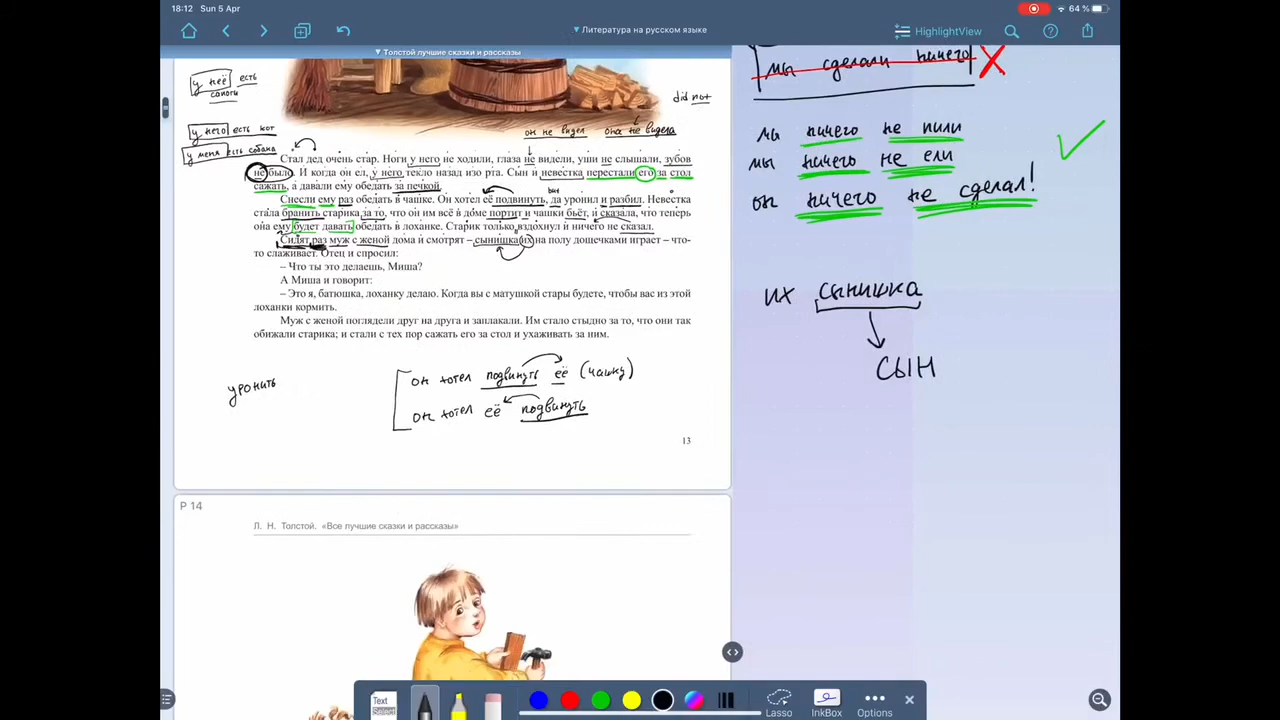 18:12 Sun 5 Apr
64 %
Литература на русском языке
HighlightView
▼ Толстой лучшие сказки и рассказы
у неё есть
сапоги
did not
у него есть кот
он не видел она не видела
у меня есть собака
Стал дед очень стар. Ноги у него не ходили, глаза не видели, уши не слышали, зубов
не было. И когда он ел, у него текло назад изо рта. Сын и невестка перестали его за стол
сажать, а давали ему обедать за печкой.
был
Снесли ему раз обедать в чашке. Он хотел её подвинуть, да уронил и разбил. Невестка
стала бранить старика за то, что он им всё в доме портит и чашки бьёт, и сказала, что теперь
она ему будет давать обедать в лоханке. Старик только вздохнул и ничего не сказал.
Сидят раз муж с женой дома и смотрят – сынишка их на полу дощечками играет – что-
то слаживает. Отец и спросил:
– Что ты это делаешь, Миша?
А Миша и говорит:
– Это я, батюшка, лоханку делаю. Когда вы с матушкой стары будете, чтобы вас из этой
лоханки кормить.
Муж с женой поглядели друг на друга и заплакали. Им стало стыдно за то, что они так
обижали старика; и стали с тех пор сажать его за стол и ухаживать за ним.
уронить
он хотел подвинуть её (чашку)
он хотел её подвинуть
13
P 14
Л. Н. Толстой. «Все лучшие сказки и рассказы»
мы сделали ничего
мы ничего не пили
мы ничего не ели
он ничего не сделал!
их сынишка
сын
Text
Select
Lasso
InkBox
Options